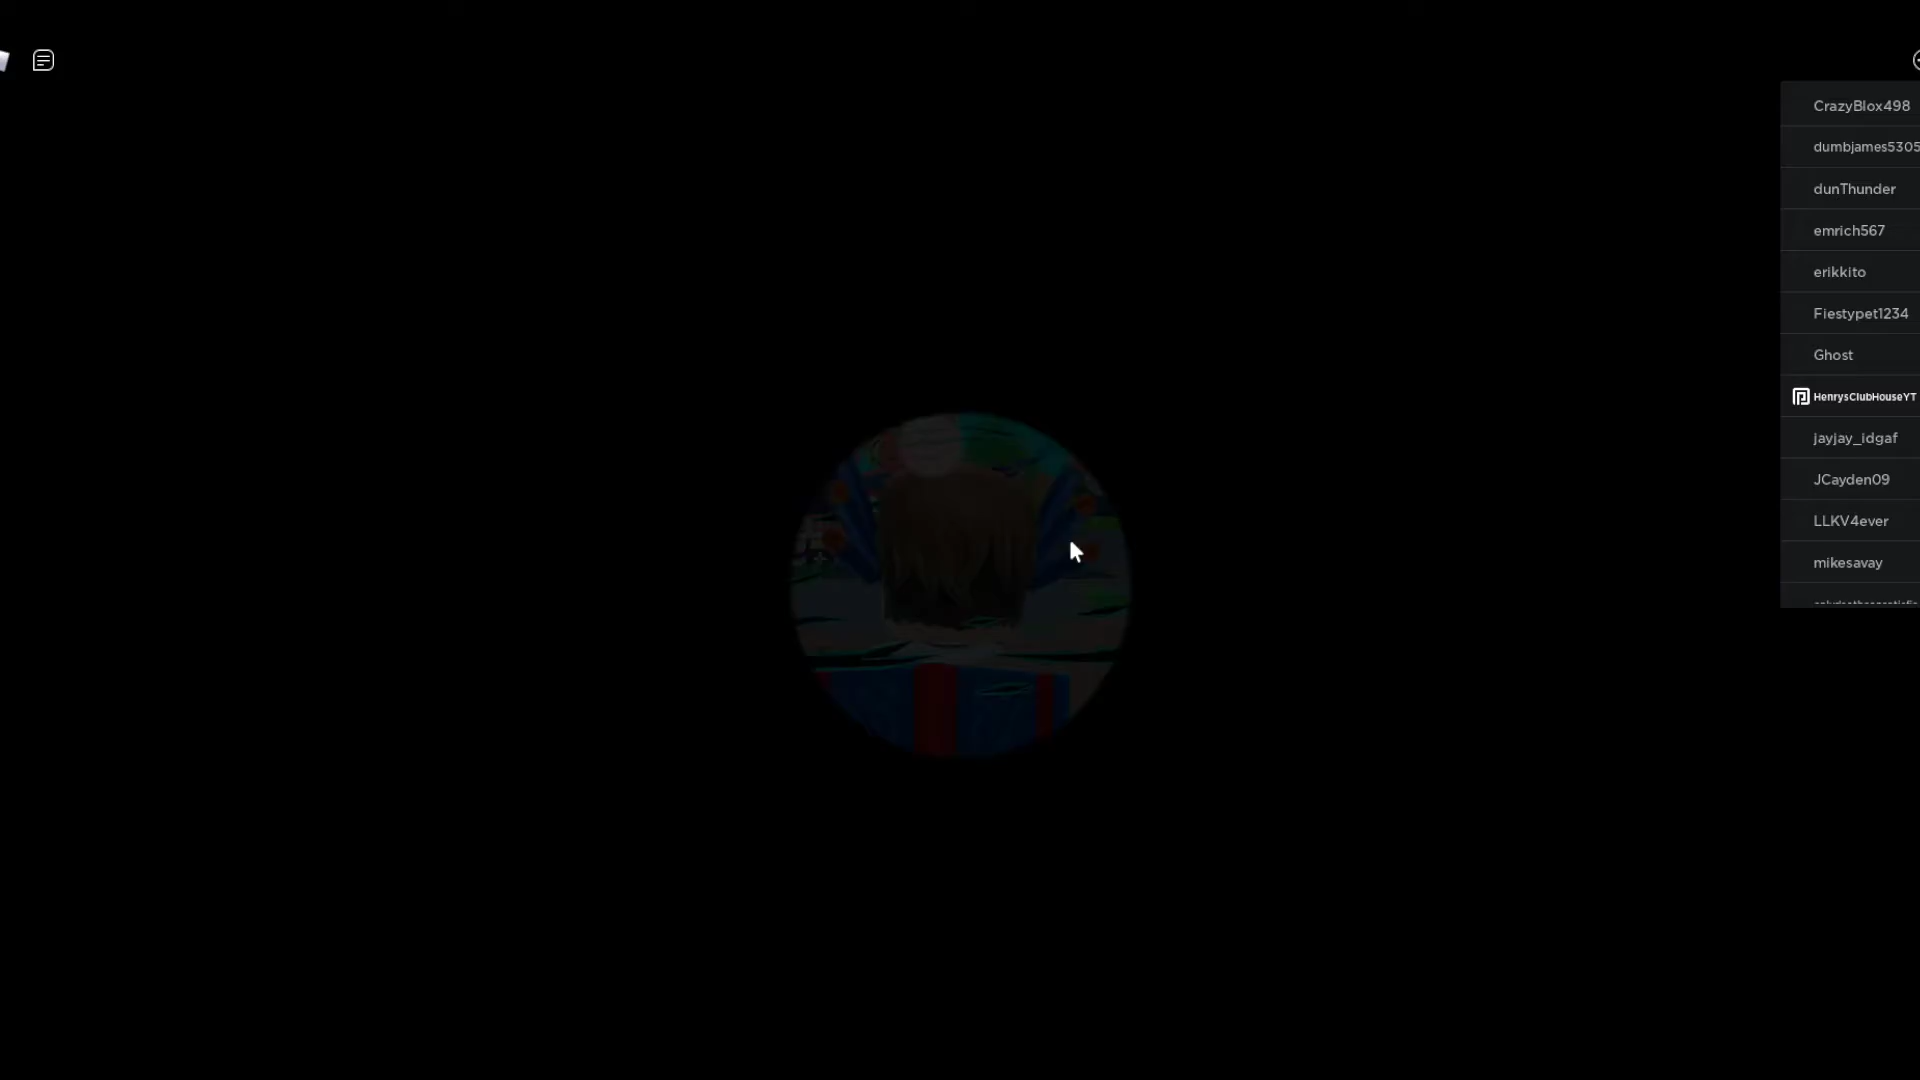 CrazyBlox498
dumbjames5305
dunThunder
emrich567
erikkito
Fiestypet1234
Ghost
HenrysClubHouseYT
jayjay_idgaf
JCayden09
LLKV4ever
mikesavay